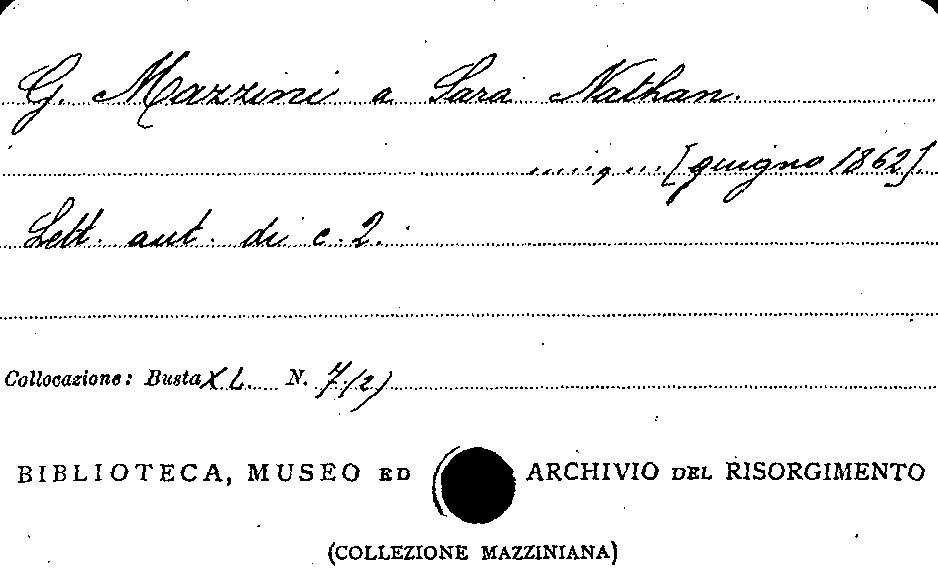 G. Mazzini a Sara Nathan.
[giugno 1862].
Lett. aut. di c. 2.
Collocazione: Busta XL. N. 7(2)
BIBLIOTECA, MUSEO ED ARCHIVIO DEL RISORGIMENTO
(COLLEZIONE MAZZINIANA)